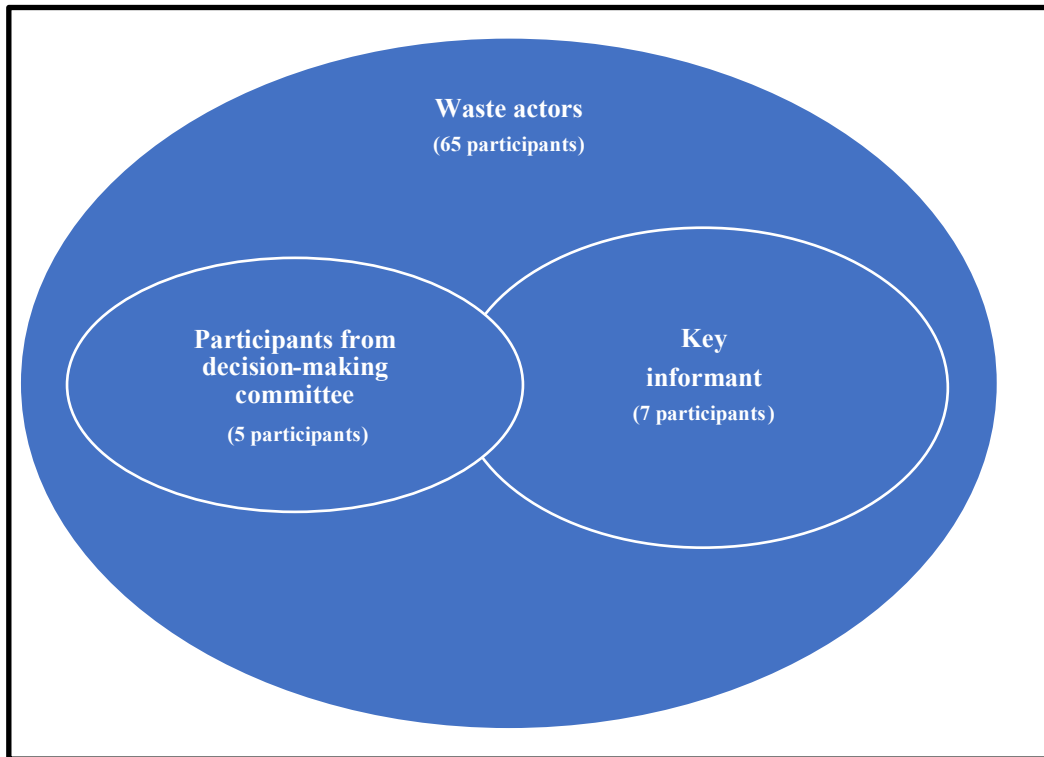 Waste actors
(65 participants)
Participants from
decision-making
committee
(5 participants)
Key
informant
(7 participants)